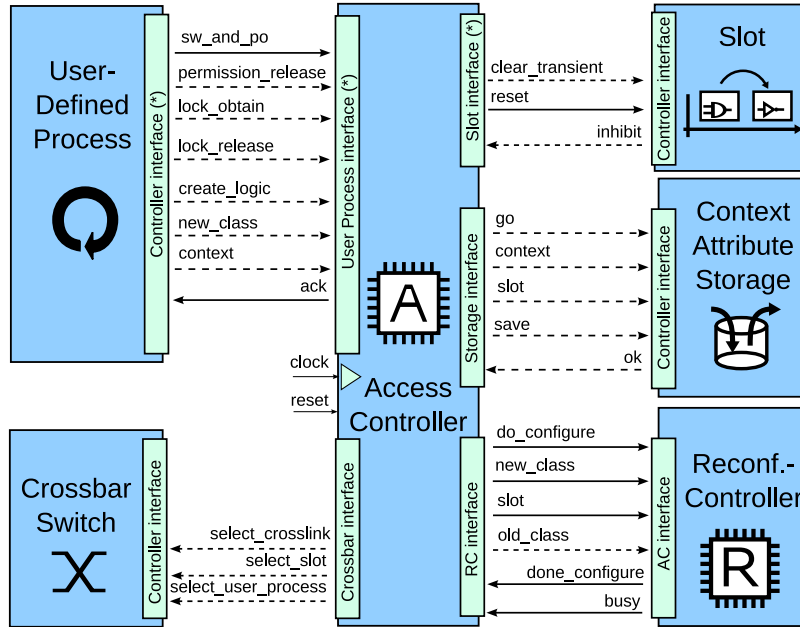 User-
Defined
Process
Controller interface (*)
sw_and_po
permission_release
lock_obtain
lock_release
create_logic
new_class
context
ack
User Process interface (*)
clock
reset
A
Access
Controller
Slot interface (*)
clear_transient
reset
inhibit
Controller interface
Slot
Storage interface
go
context
slot
save
ok
Controller interface
Context
Attribute
Storage
Crossbar
Switch
Controller interface
select_crosslink
select_slot
select_user_process
Crossbar interface
RC interface
do_configure
new_class
slot
old_class
done_configure
busy
AC interface
Reconf.-
Controller
R